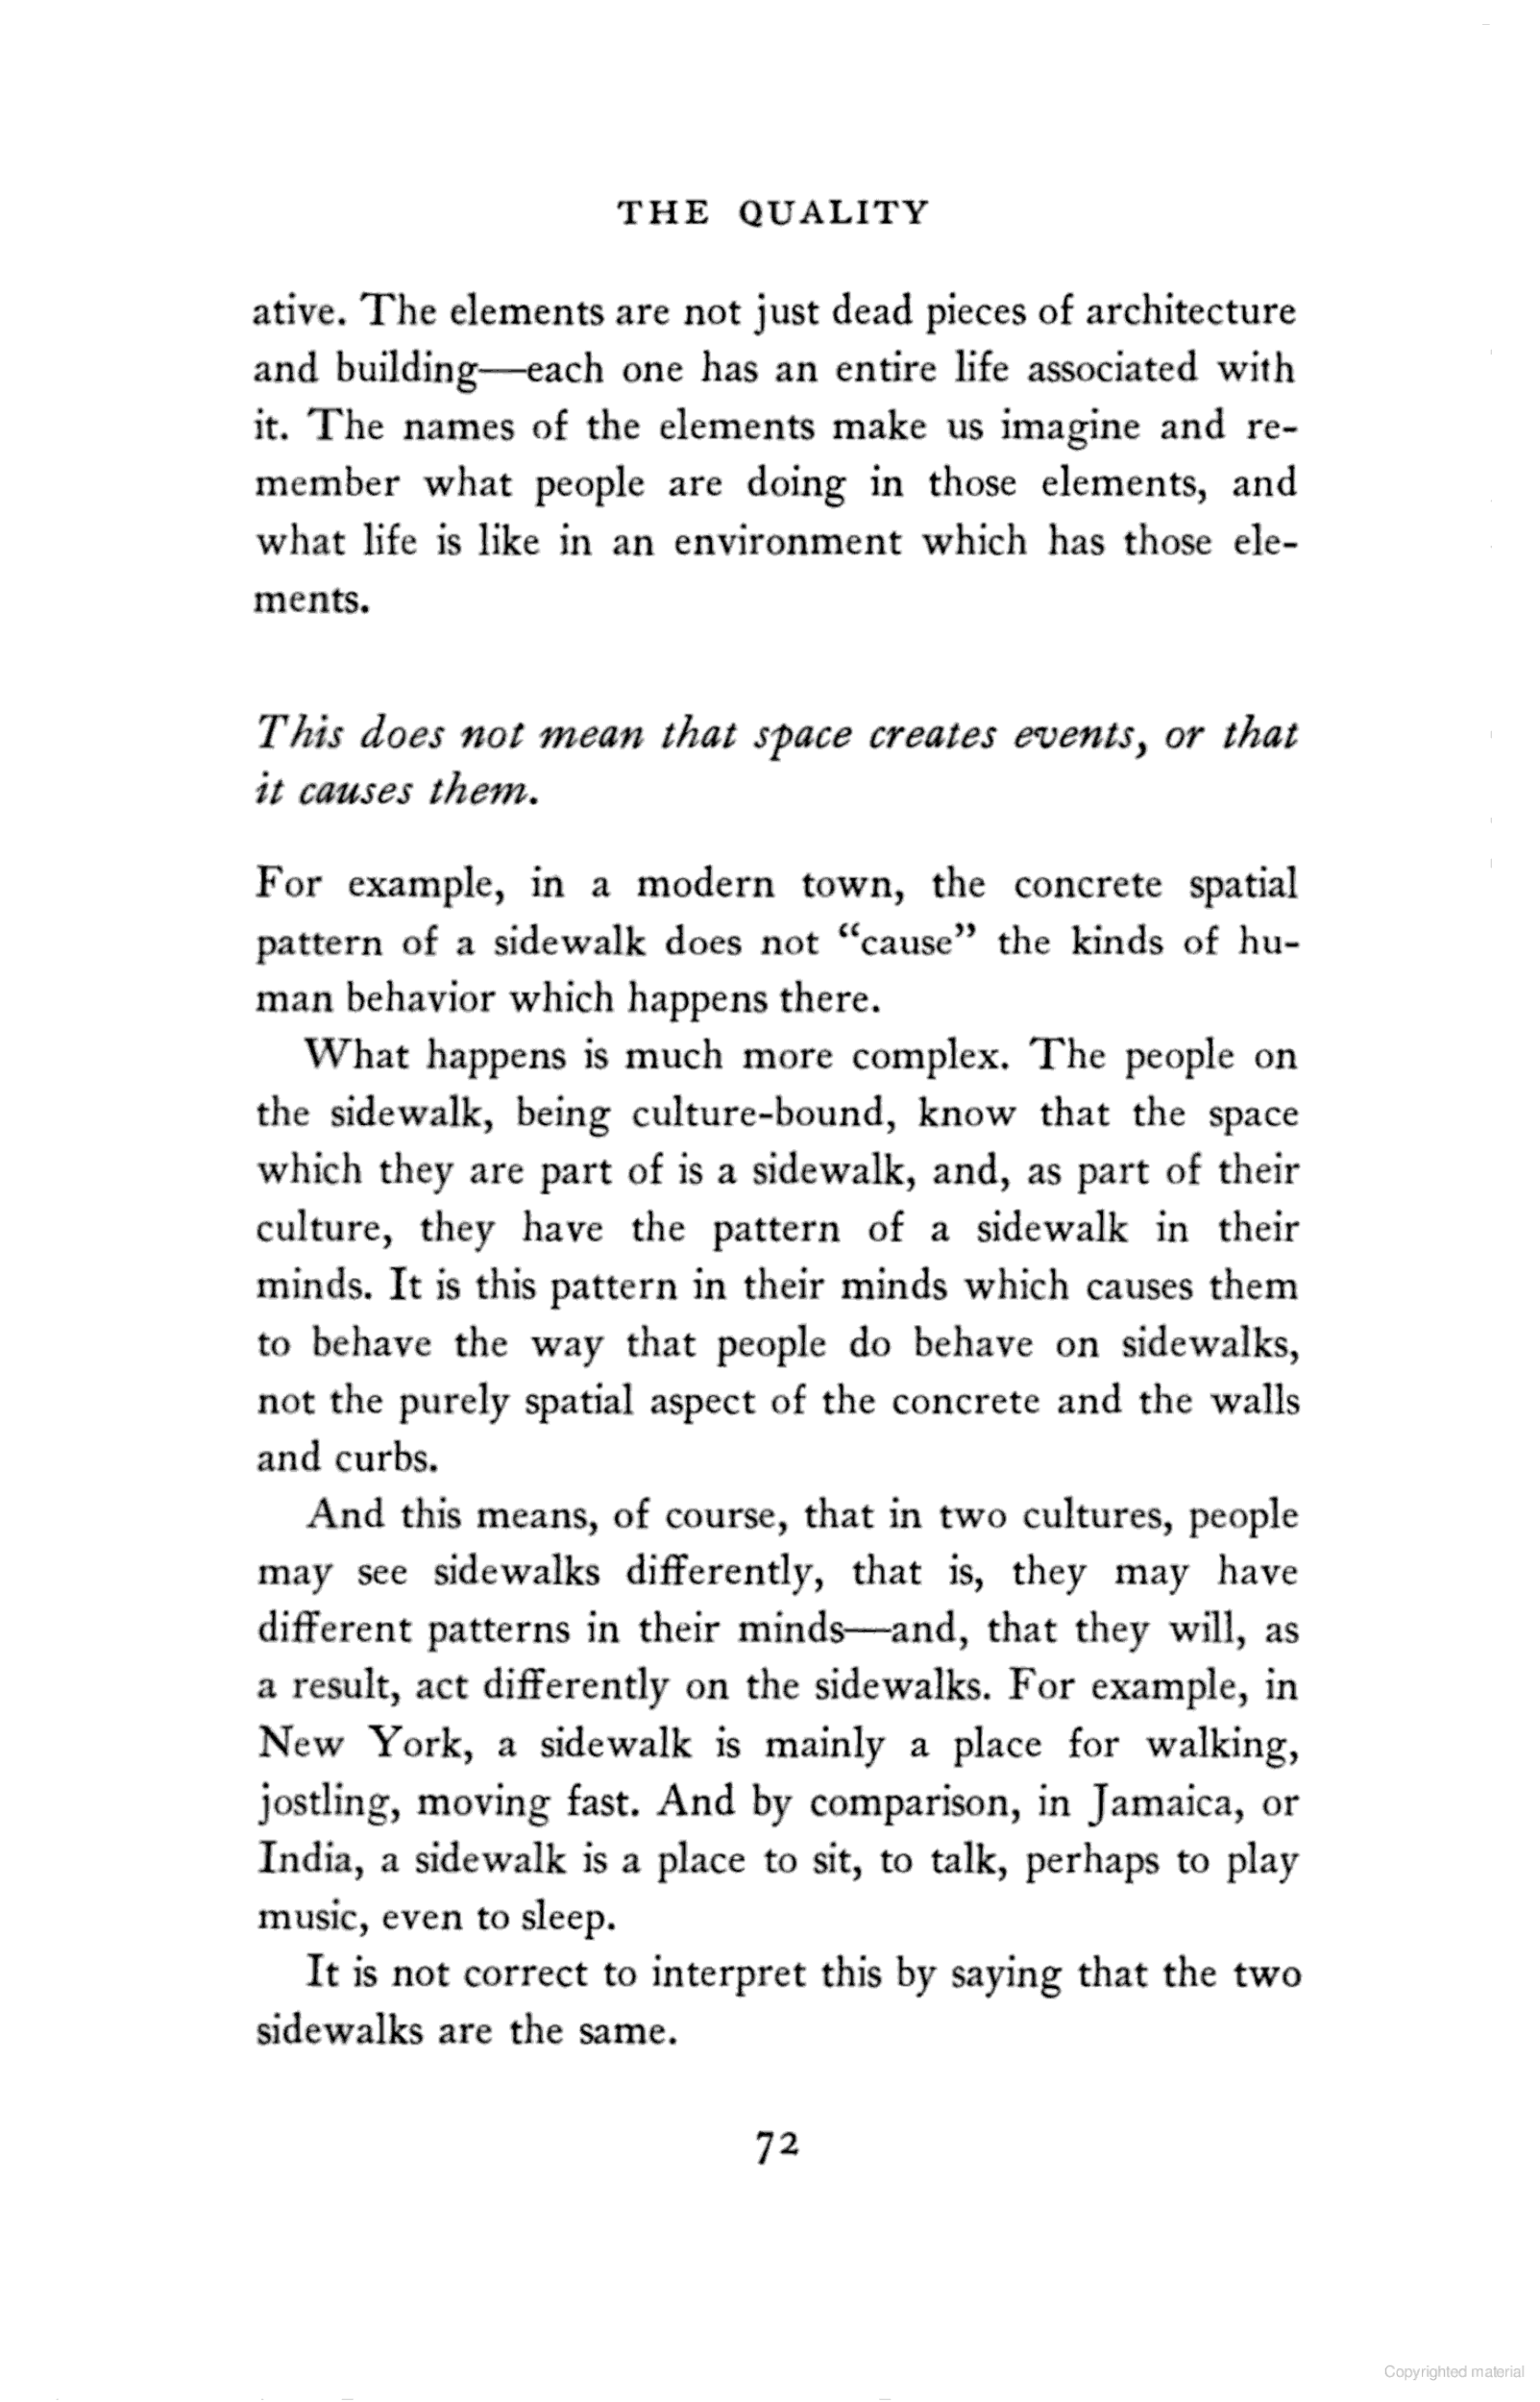 THE QUALITY
ative. The elements are not just dead pieces of architecture
and building—each one has an entire life associated with
it. The names of the elements make us imagine and re-
member what people are doing in those elements, and
what life is like in an environment which has those ele-
ments.
This does not mean that space creates events, or that
it causes them.
For example, in a modern town, the concrete spatial
pattern of a sidewalk does not “cause” the kinds of hu-
man behavior which happens there.
What happens is much more complex. The people on
the sidewalk, being culture-bound, know that the space
which they are part of is a sidewalk, and, as part of their
culture, they have the pattern of a sidewalk in their
minds. It is this pattern in their minds which causes them
to behave the way that people do behave on sidewalks,
not the purely spatial aspect of the concrete and the walls
and curbs.
And this means, of course, that in two cultures, people
may see sidewalks differently, that is, they may have
different patterns in their minds—and, that they will, as
a result, act differently on the sidewalks. For example, in
New York, a sidewalk is mainly a place for walking,
jostling, moving fast. And by comparison, in Jamaica, or
India, a sidewalk is a place to sit, to talk, perhaps to play
music, even to sleep.
It is not correct to interpret this by saying that the two
sidewalks are the same.
72
Copyrighted material